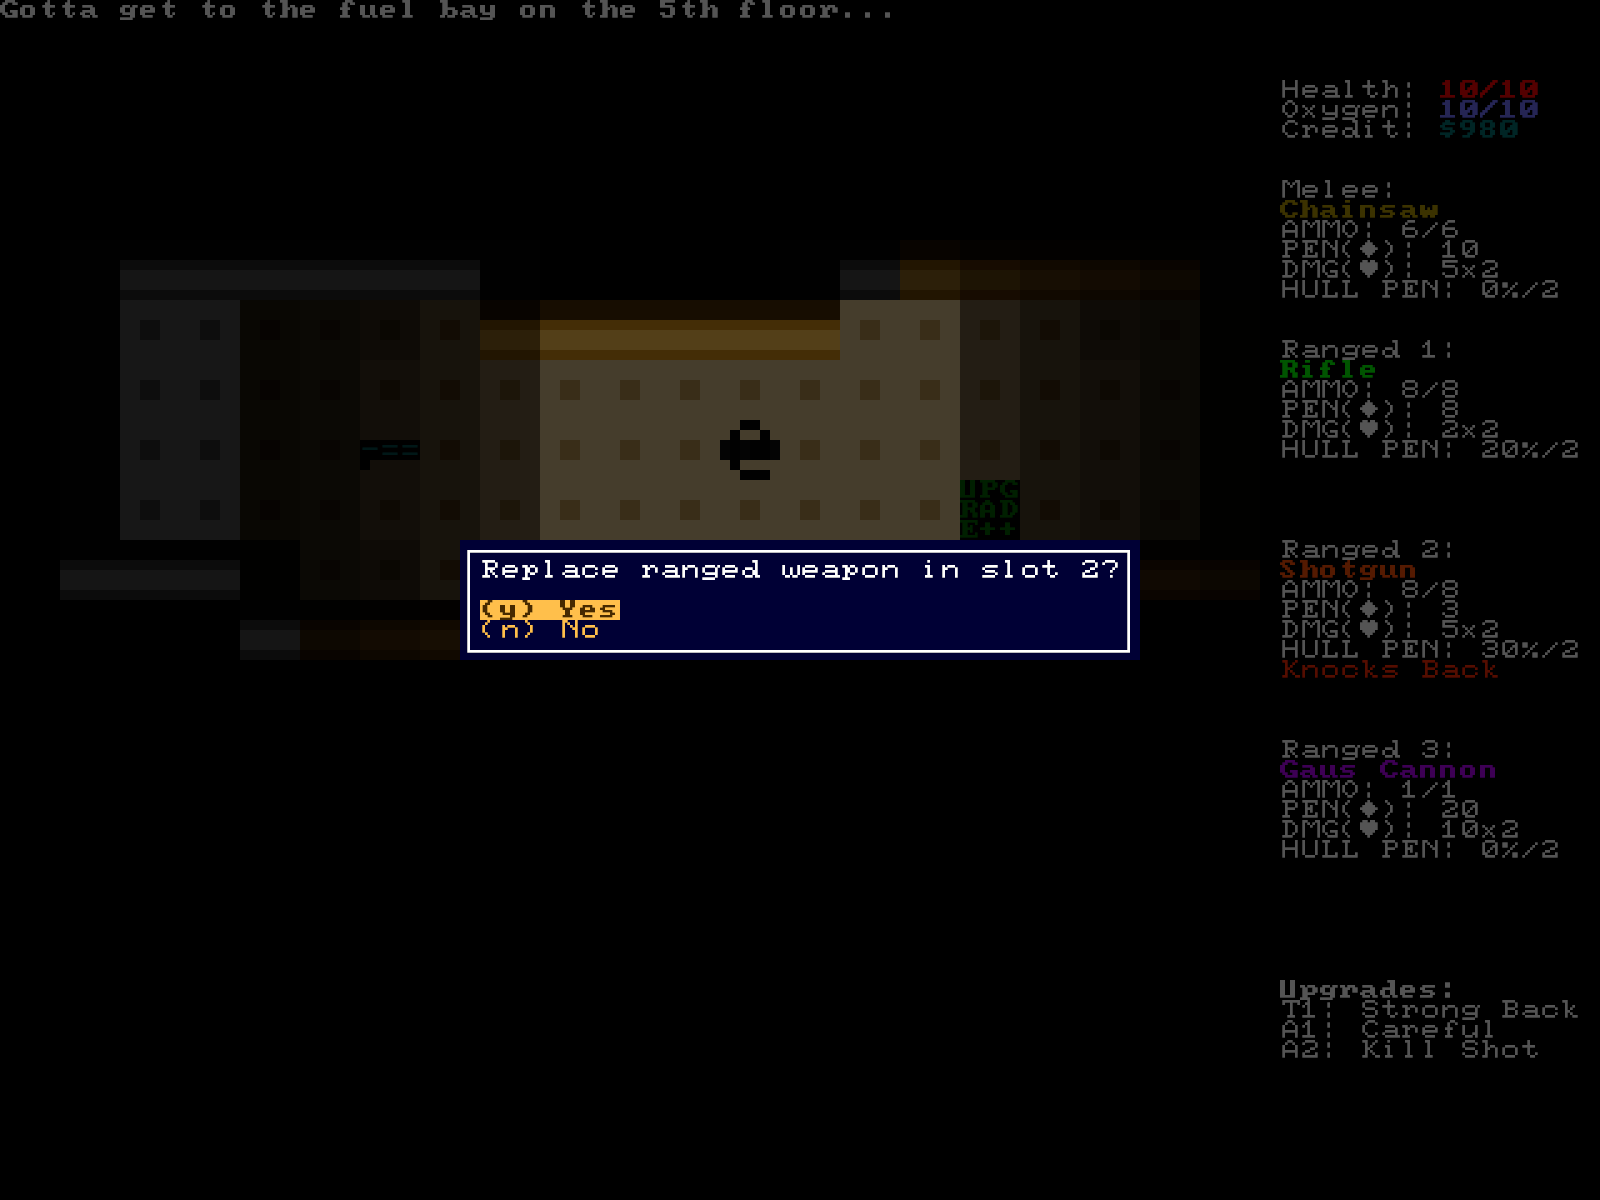 Gotta get to the fuel bay on the 5th floor...
Health: 10/10
Oxygen: 10/10
Credit: $980
Melee:
Chainsaw
AMMO: 6/6
PEN(◆): 10
DMG(♥): 5x2
HULL PEN: 0%/2
Ranged 1:
Rifle
AMMO: 8/8
PEN(◆): 8
DMG(♥): 2x2
HULL PEN: 20%/2
UPG
RAD
E++
Replace ranged weapon in slot 2?
(y) Yes
(n) No
Ranged 2:
Shotgun
AMMO: 8/8
PEN(◆): 3
DMG(♥): 5x2
HULL PEN: 30%/2
Knocks Back
Ranged 3:
Gaus Cannon
AMMO: 1/1
PEN(◆): 20
DMG(♥): 10x2
HULL PEN: 0%/2
Upgrades:
T1: Strong Back
A1: Careful
A2: Kill Shot